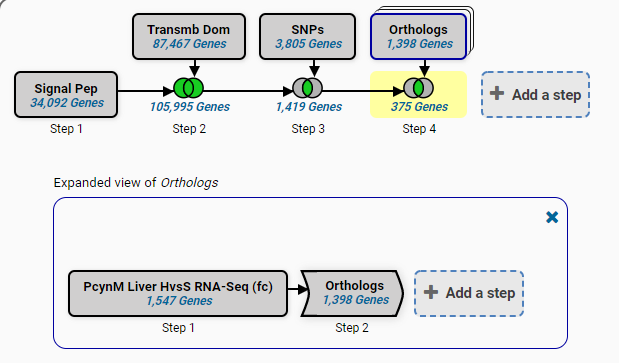 Transmb Dom
87,467 Genes
SNPs
3,805 Genes
Orthologs
1,398 Genes
Signal Pep
34,092 Genes
105,995 Genes
1,419 Genes
375 Genes
+ Add a step
Step 1
Step 2
Step 3
Step 4
Expanded view of Orthologs
PcynM Liver HvsS RNA-Seq (fc)
1,547 Genes
Orthologs
1,398 Genes
+ Add a step
Step 1
Step 2